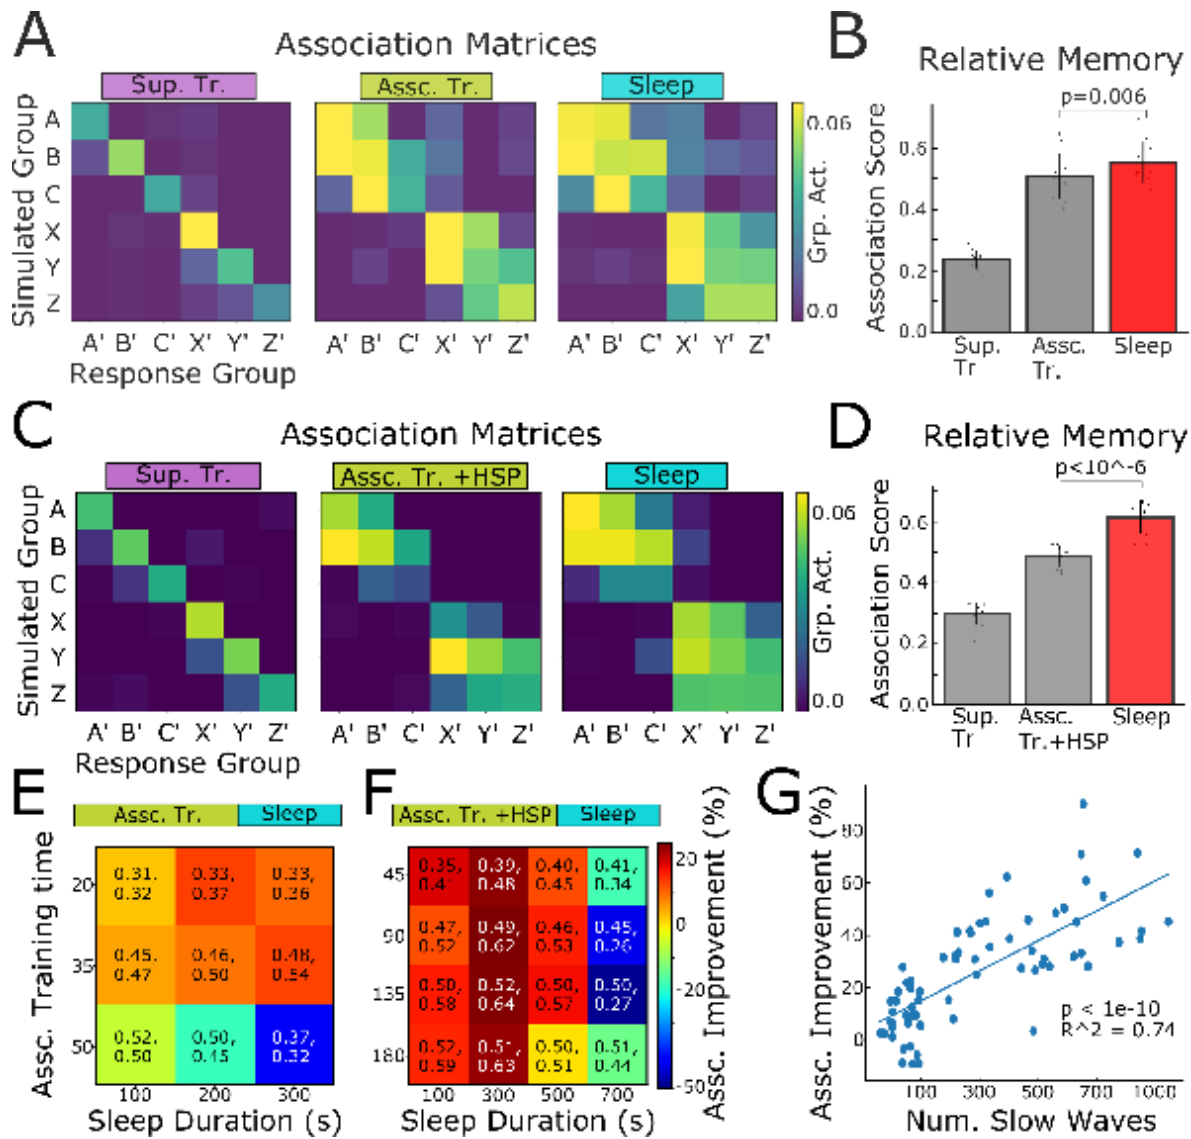 A
Association Matrices
Sup. Tr.
Assc. Tr.
Sleep
Simulated Group
A
B
C
X
Y
Z
A' B' C' X' Y' Z'
A' B' C' X' Y' Z'
A' B' C' X' Y' Z'
Response Group
0.06
Grp. Act.
0.0
B
Relative Memory
p=0.006
Association Score
0.6
0.4
0.2
0.0
Sup. Tr
Assc. Tr.
Sleep
C
Association Matrices
Sup. Tr.
Assc. Tr. +HSP
Sleep
Simulated Group
A
B
C
X
Y
Z
A' B' C' X' Y' Z'
A' B' C' X' Y' Z'
A' B' C' X' Y' Z'
Response Group
0.06
Grp. Act.
0.0
D
Relative Memory
p<10^-6
Association Score
0.6
0.4
0.2
0.0
Sup. Tr
Assc. Tr.+HSP
Sleep
E
Assc. Tr.
Sleep
Assc. Training time
20
35
50
0.31, 0.32
0.33, 0.37
0.33, 0.36
0.45, 0.47
0.46, 0.50
0.48, 0.54
0.52, 0.50
0.50, 0.45
0.37, 0.32
100 200 300
Sleep Duration (s)
F
Assc. Tr. +HSP
Sleep
45
90
135
180
0.35, 0.41
0.39, 0.48
0.40, 0.45
0.41, 0.34
0.47, 0.52
0.49, 0.62
0.46, 0.53
0.45, 0.26
0.50, 0.58
0.52, 0.64
0.50, 0.57
0.50, 0.27
0.52, 0.59
0.51, 0.63
0.50, 0.51
0.51, 0.44
100 300 500 700
Sleep Duration (s)
20
0
-20
-50
Assc. Improvement (%)
G
Assc. Improvement (%)
80
60
40
20
0
p < 1e-10
R^2 = 0.74
100 300 500 700 1000
Num. Slow Waves